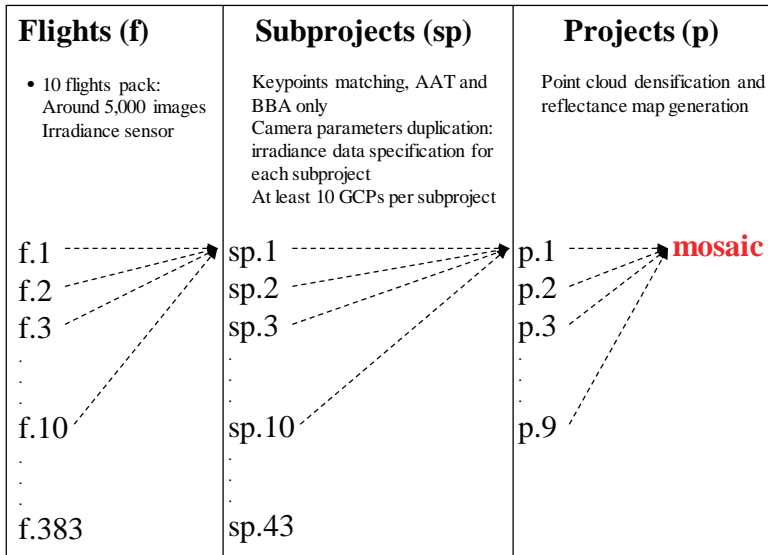 Flights (f)
• 10 flights pack:
Around 5,000 images
Irradiance sensor
f.1
f.2
f.3
.
.
.
f.10
.
.
.
f.383
Subprojects (sp)
Keypoints matching, AAT and
BBA only
Camera parameters duplication:
irradiance data specification for
each subproject
At least 10 GCPs per subproject
sp.1
sp.2
sp.3
.
.
.
sp.10
.
.
.
sp.43
Projects (p)
Point cloud densification and
reflectance map generation
p.1
p.2
p.3
.
.
.
p.9
mosaic